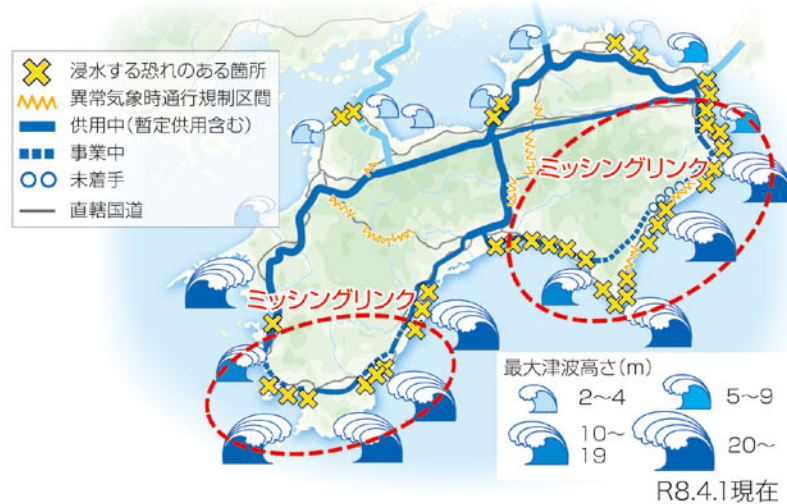 浸水する恐れのある箇所
異常気象時通行規制区間
供用中(暫定供用含む)
事業中
未着手
直轄国道
ミッシングリンク
ミッシングリンク
最大津波高さ(m)
2～4
5～9
10～
19
20～
R8.4.1現在